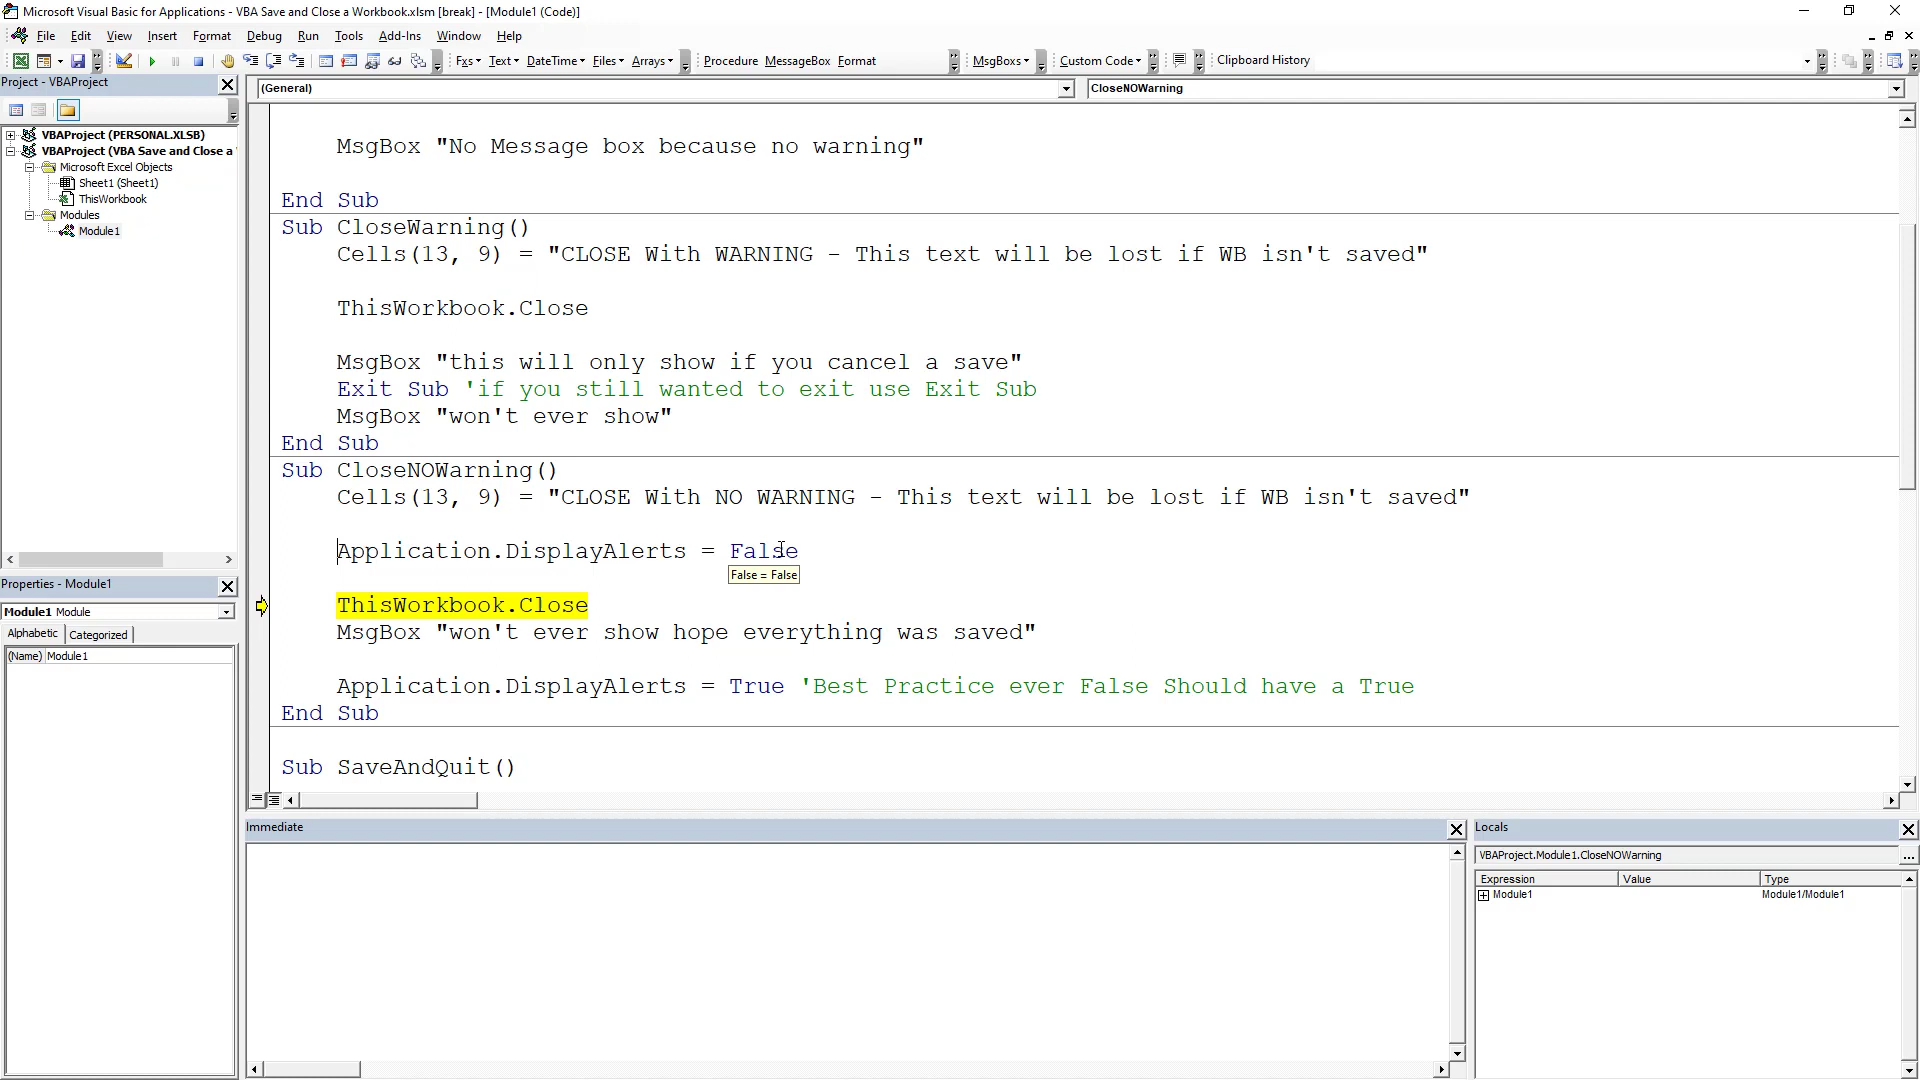 Microsoft Visual Basic for Applications - VBA Save and Close a Workbook.xlsm [break] - [Module1 (Code)]
File Edit View Insert Format Debug Run Tools Add-Ins Window Help
Fxs Text DateTime Files Arrays Procedure MessageBox Format MsgBoxs Custom Code Clipboard History
Project - VBAProject
VBAProject (PERSONAL.XLSB)
VBAProject (VBA Save and Close a
Microsoft Excel Objects
Sheet1 (Sheet1)
ThisWorkbook
Modules
Module1
Properties - Module1
Module1 Module
Alphabetic Categorized
(Name) Module1
(General) CloseNOWarning
MsgBox "No Message box because no warning"
End Sub
Sub CloseWarning()
Cells(13, 9) = "CLOSE With WARNING - This text will be lost if WB isn't saved"
ThisWorkbook.Close
MsgBox "this will only show if you cancel a save"
Exit Sub 'if you still wanted to exit use Exit Sub
MsgBox "won't ever show"
End Sub
Sub CloseNOWarning()
Cells(13, 9) = "CLOSE With NO WARNING - This text will be lost if WB isn't saved"
Application.DisplayAlerts = False
False = False
ThisWorkbook.Close
MsgBox "won't ever show hope everything was saved"
Application.DisplayAlerts = True 'Best Practice ever False Should have a True
End Sub
Sub SaveAndQuit()
Immediate
Locals
VBAProject.Module1.CloseNOWarning
...
Expression Value Type
Module1 Module1/Module1